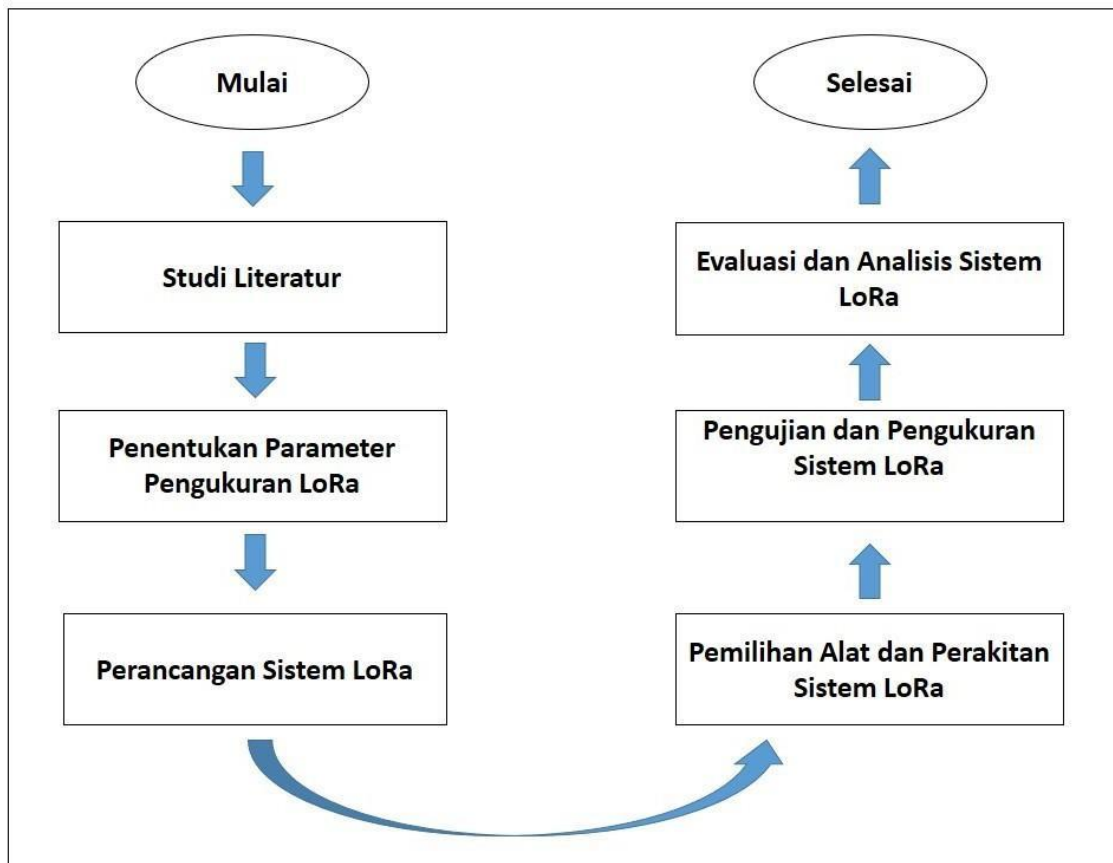 Mulai
Studi Literatur
Penentukan Parameter
Pengukuran LoRa
Perancangan Sistem LoRa
Pemilihan Alat dan Perakitan
Sistem LoRa
Pengujian dan Pengukuran
Sistem LoRa
Evaluasi dan Analisis Sistem
LoRa
Selesai